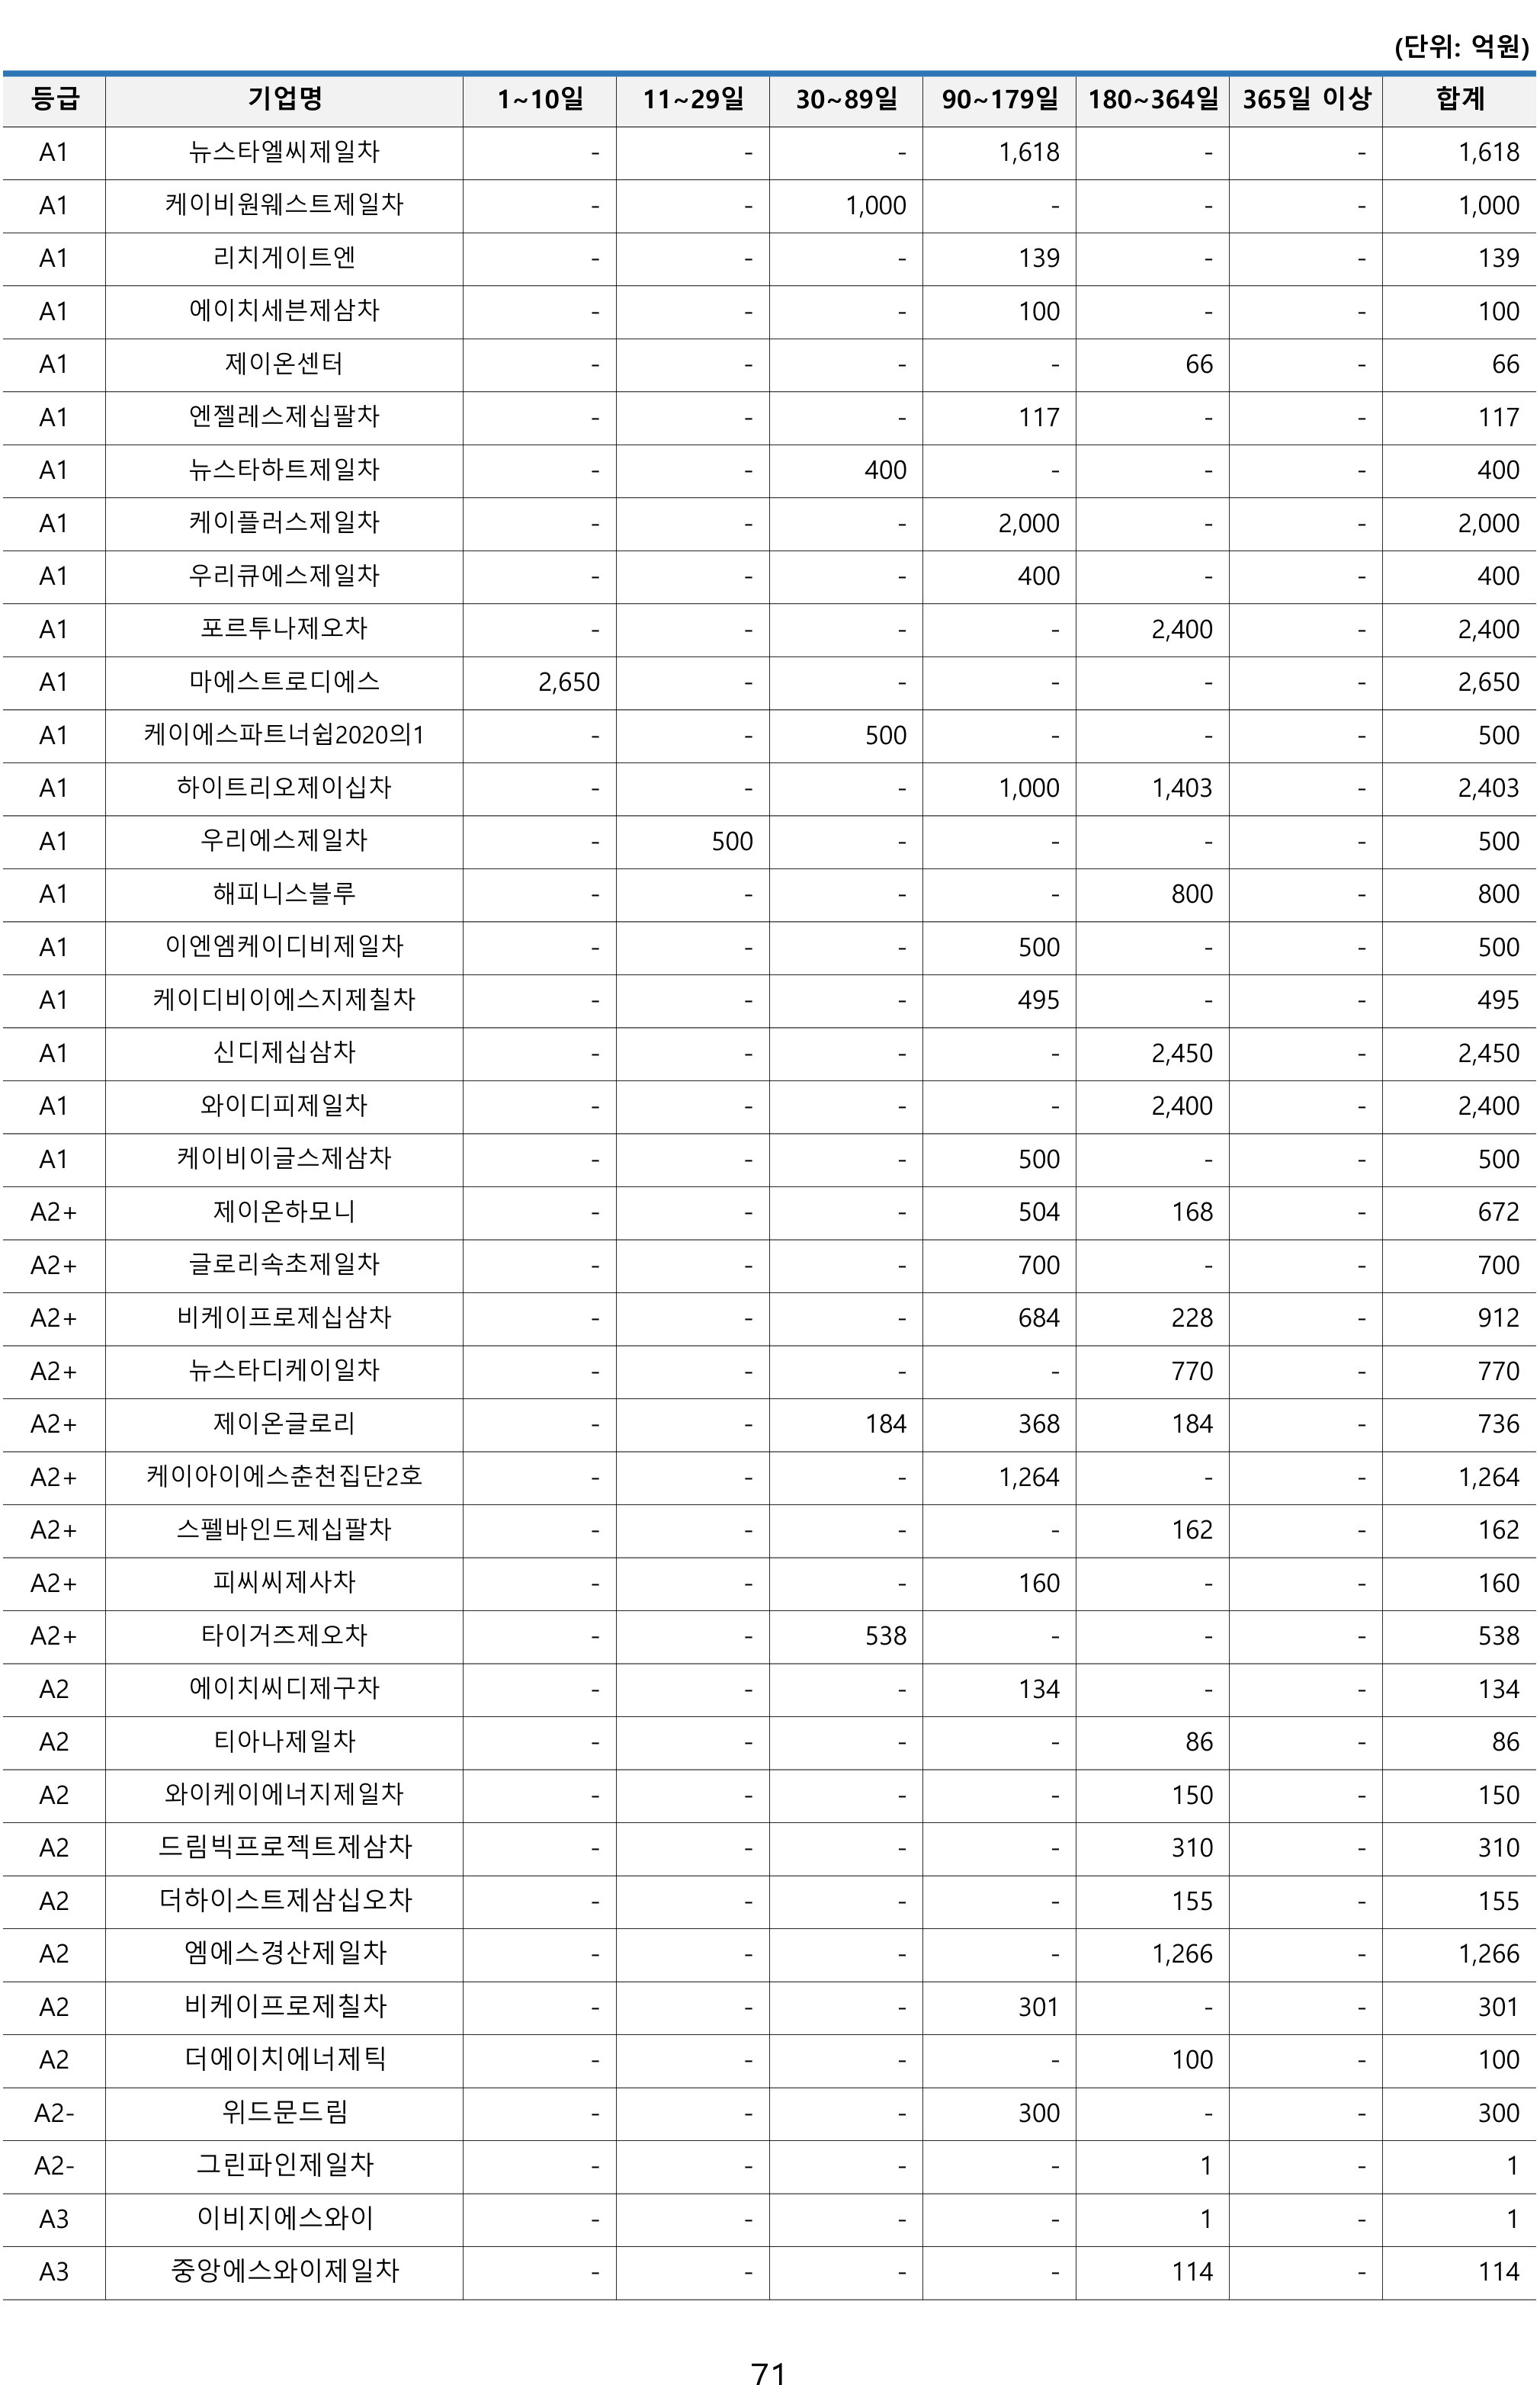 (단위: 억원)
등급 기업명 1~10일 11~29일 30~89일 90~179일 180~364일 365일 이상 합계
A1 뉴스타엘씨제일차 - - - 1,618 - - 1,618
A1 케이비원웨스트제일차 - - 1,000 - - - 1,000
A1 리치게이트엔 - - - 139 - - 139
A1 에이치세븐제삼차 - - - 100 - - 100
A1 제이온센터 - - - - 66 - 66
A1 엔젤레스제십팔차 - - - 117 - - 117
A1 뉴스타하트제일차 - - 400 - - - 400
A1 케이플러스제일차 - - - 2,000 - - 2,000
A1 우리큐에스제일차 - - - 400 - - 400
A1 포르투나제오차 - - - - 2,400 - 2,400
A1 마에스트로디에스 2,650 - - - - - 2,650
A1 케이에스파트너쉽2020의1 - - 500 - - - 500
A1 하이트리오제이십차 - - - 1,000 1,403 - 2,403
A1 우리에스제일차 - 500 - - - - 500
A1 해피니스블루 - - - - 800 - 800
A1 이엔엠케이디비제일차 - - - 500 - - 500
A1 케이디비이에스지제칠차 - - - 495 - - 495
A1 신디제십삼차 - - - - 2,450 - 2,450
A1 와이디피제일차 - - - - 2,400 - 2,400
A1 케이비이글스제삼차 - - - 500 - - 500
A2+ 제이온하모니 - - - 504 168 - 672
A2+ 글로리속초제일차 - - - 700 - - 700
A2+ 비케이프로제십삼차 - - - 684 228 - 912
A2+ 뉴스타디케이일차 - - - - 770 - 770
A2+ 제이온글로리 - - 184 368 184 - 736
A2+ 케이아이에스춘천집단2호 - - - 1,264 - - 1,264
A2+ 스펠바인드제십팔차 - - - - 162 - 162
A2+ 피씨씨제사차 - - - 160 - - 160
A2+ 타이거즈제오차 - - 538 - - - 538
A2 에이치씨디제구차 - - - 134 - - 134
A2 티아나제일차 - - - - 86 - 86
A2 와이케이에너지제일차 - - - - 150 - 150
A2 드림빅프로젝트제삼차 - - - - 310 - 310
A2 더하이스트제삼십오차 - - - - 155 - 155
A2 엠에스경산제일차 - - - - 1,266 - 1,266
A2 비케이프로제칠차 - - - 301 - - 301
A2 더에이치에너제틱 - - - - 100 - 100
A2- 위드문드림 - - - 300 - - 300
A2- 그린파인제일차 - - - - 1 - 1
A3 이비지에스와이 - - - - 1 - 1
A3 중앙에스와이제일차 - - - - 114 - 114
71